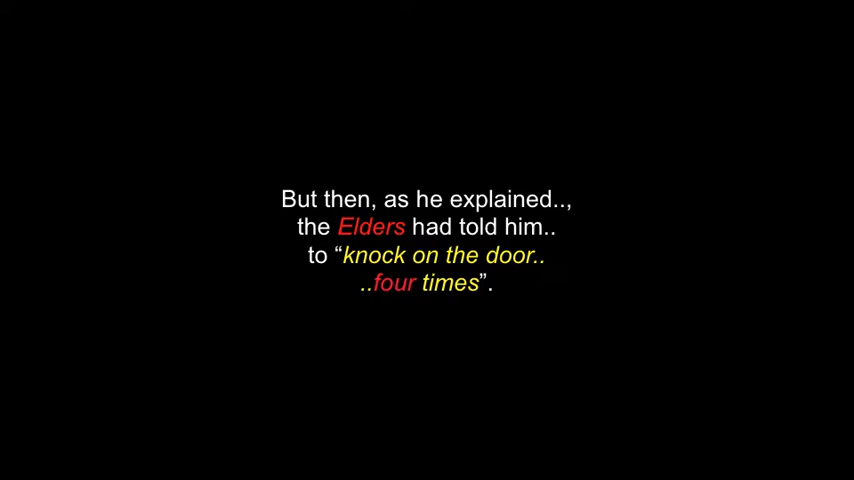 But then, as he explained..,
the Elders had told him..
to “knock on the door..
..four times”.